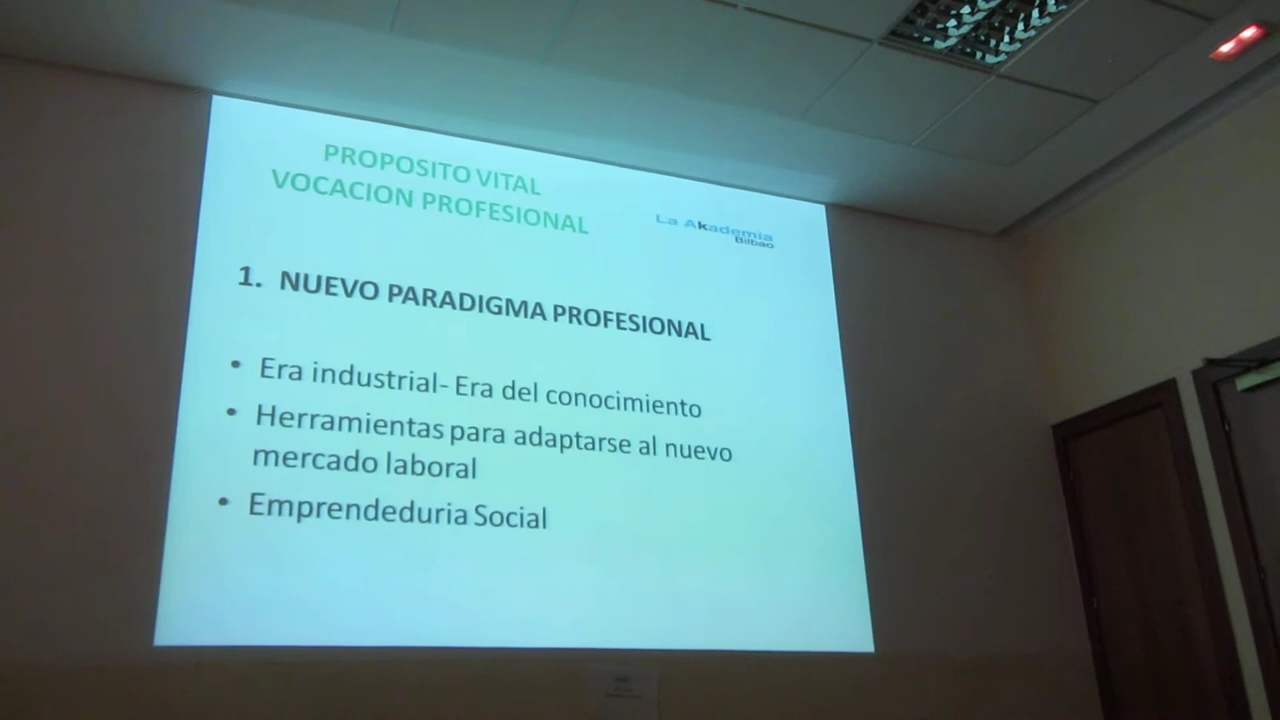 PROPOSITO VITAL
VOCACION PROFESIONAL
La Akademia
Bilbao
1. NUEVO PARADIGMA PROFESIONAL
• Era industrial- Era del conocimiento
• Herramientas para adaptarse al nuevo
mercado laboral
• Emprendeduria Social